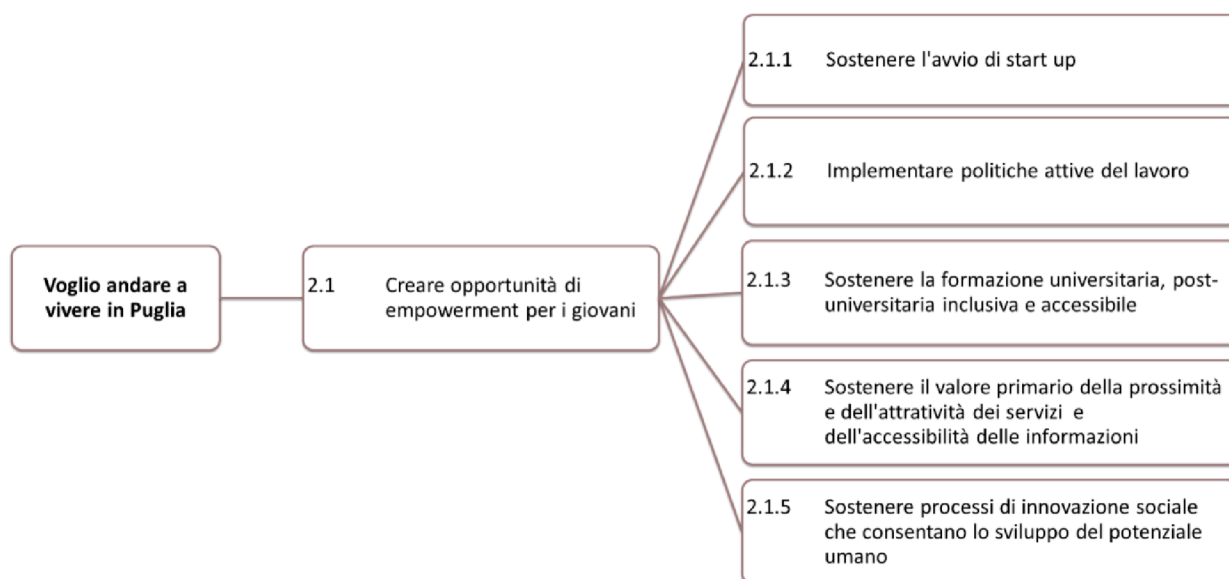 Voglio andare a
vivere in Puglia
2.1 Creare opportunità di
empowerment per i giovani
2.1.1 Sostenere l'avvio di start up
2.1.2 Implementare politiche attive del lavoro
2.1.3 Sostenere la formazione universitaria, post-
universitaria inclusiva e accessibile
2.1.4 Sostenere il valore primario della prossimità
e dell'attratività dei servizi e
dell'accessibilità delle informazioni
2.1.5 Sostenere processi di innovazione sociale
che consentano lo sviluppo del potenziale
umano